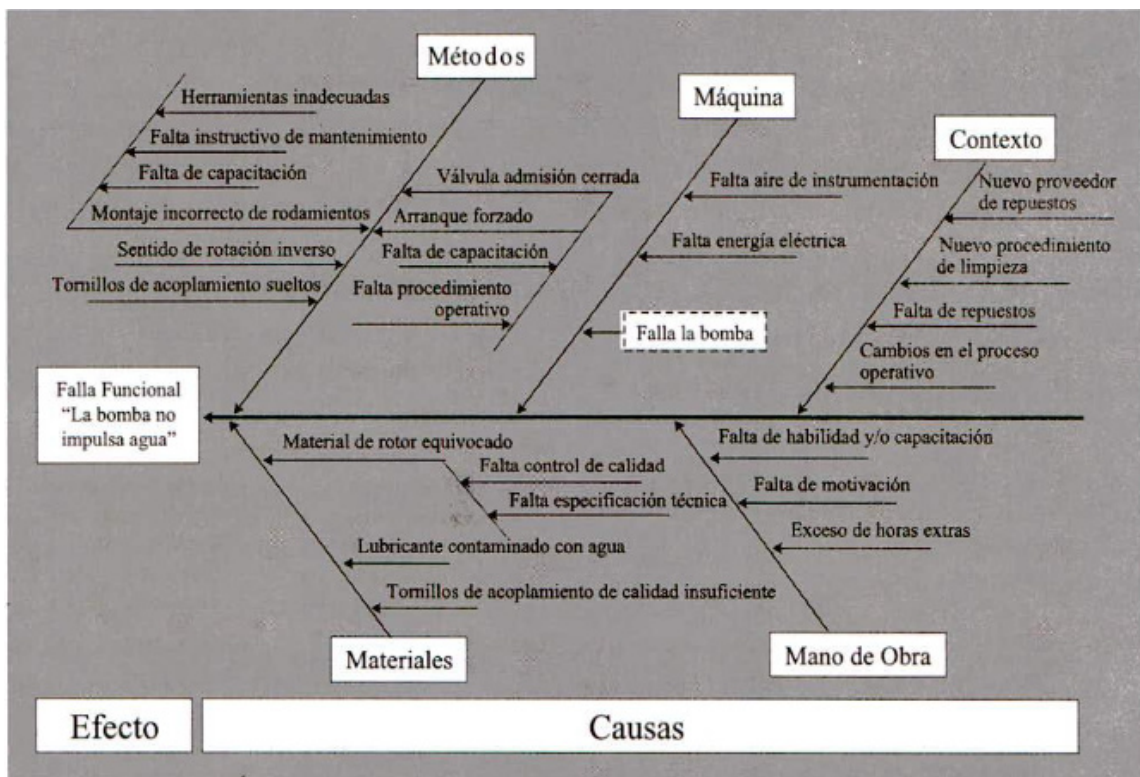 Métodos
Herramientas inadecuadas
Falta instructivo de mantenimiento
Falta de capacitación
Montaje incorrecto de rodamientos
Sentido de rotación inverso
Tornillos de acoplamiento sueltos
Válvula admisión cerrada
Arranque forzado
Falta de capacitación
Falta procedimiento
operativo
Máquina
Falta aire de instrumentación
Falta energía eléctrica
Falla la bomba
Contexto
Nuevo proveedor
de repuestos
Nuevo procedimiento
de limpieza
Falta de repuestos
Cambios en el proceso
operativo
Falla Funcional
“La bomba no
impulsa agua”
Material de rotor equivocado
Falta control de calidad
Falta especificación técnica
Lubricante contaminado con agua
Tornillos de acoplamiento de calidad insuficiente
Materiales
Falta de habilidad y/o capacitación
Falta de motivación
Exceso de horas extras
Mano de Obra
Efecto
Causas